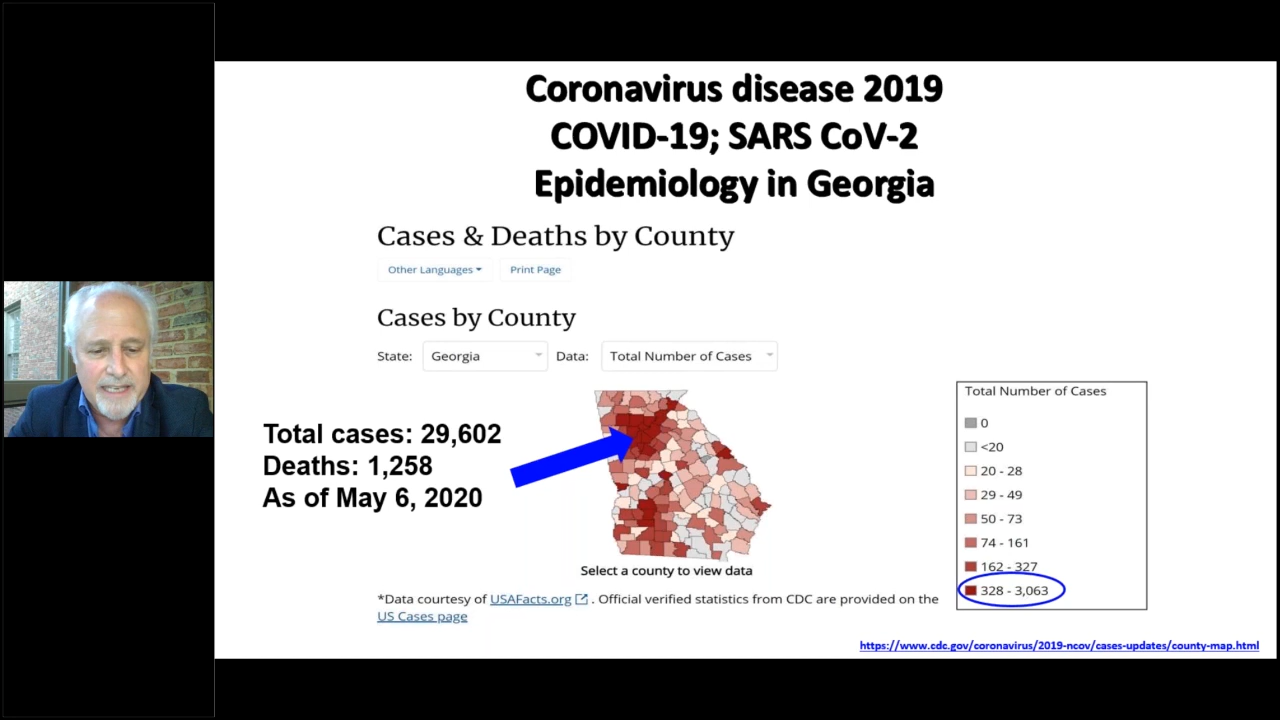 Coronavirus disease 2019
COVID-19; SARS CoV-2
Epidemiology in Georgia
Cases & Deaths by County
Other Languages
Print Page
Cases by County
State: Georgia Data: Total Number of Cases
Total cases: 29,602
Deaths: 1,258
As of May 6, 2020
Select a county to view data
Total Number of Cases
0
<20
20 - 28
29 - 49
50 - 73
74 - 161
162 - 327
328 - 3,063
*Data courtesy of USAFacts.org . Official verified statistics from CDC are provided on the
US Cases page
https://www.cdc.gov/coronavirus/2019-ncov/cases-updates/county-map.html